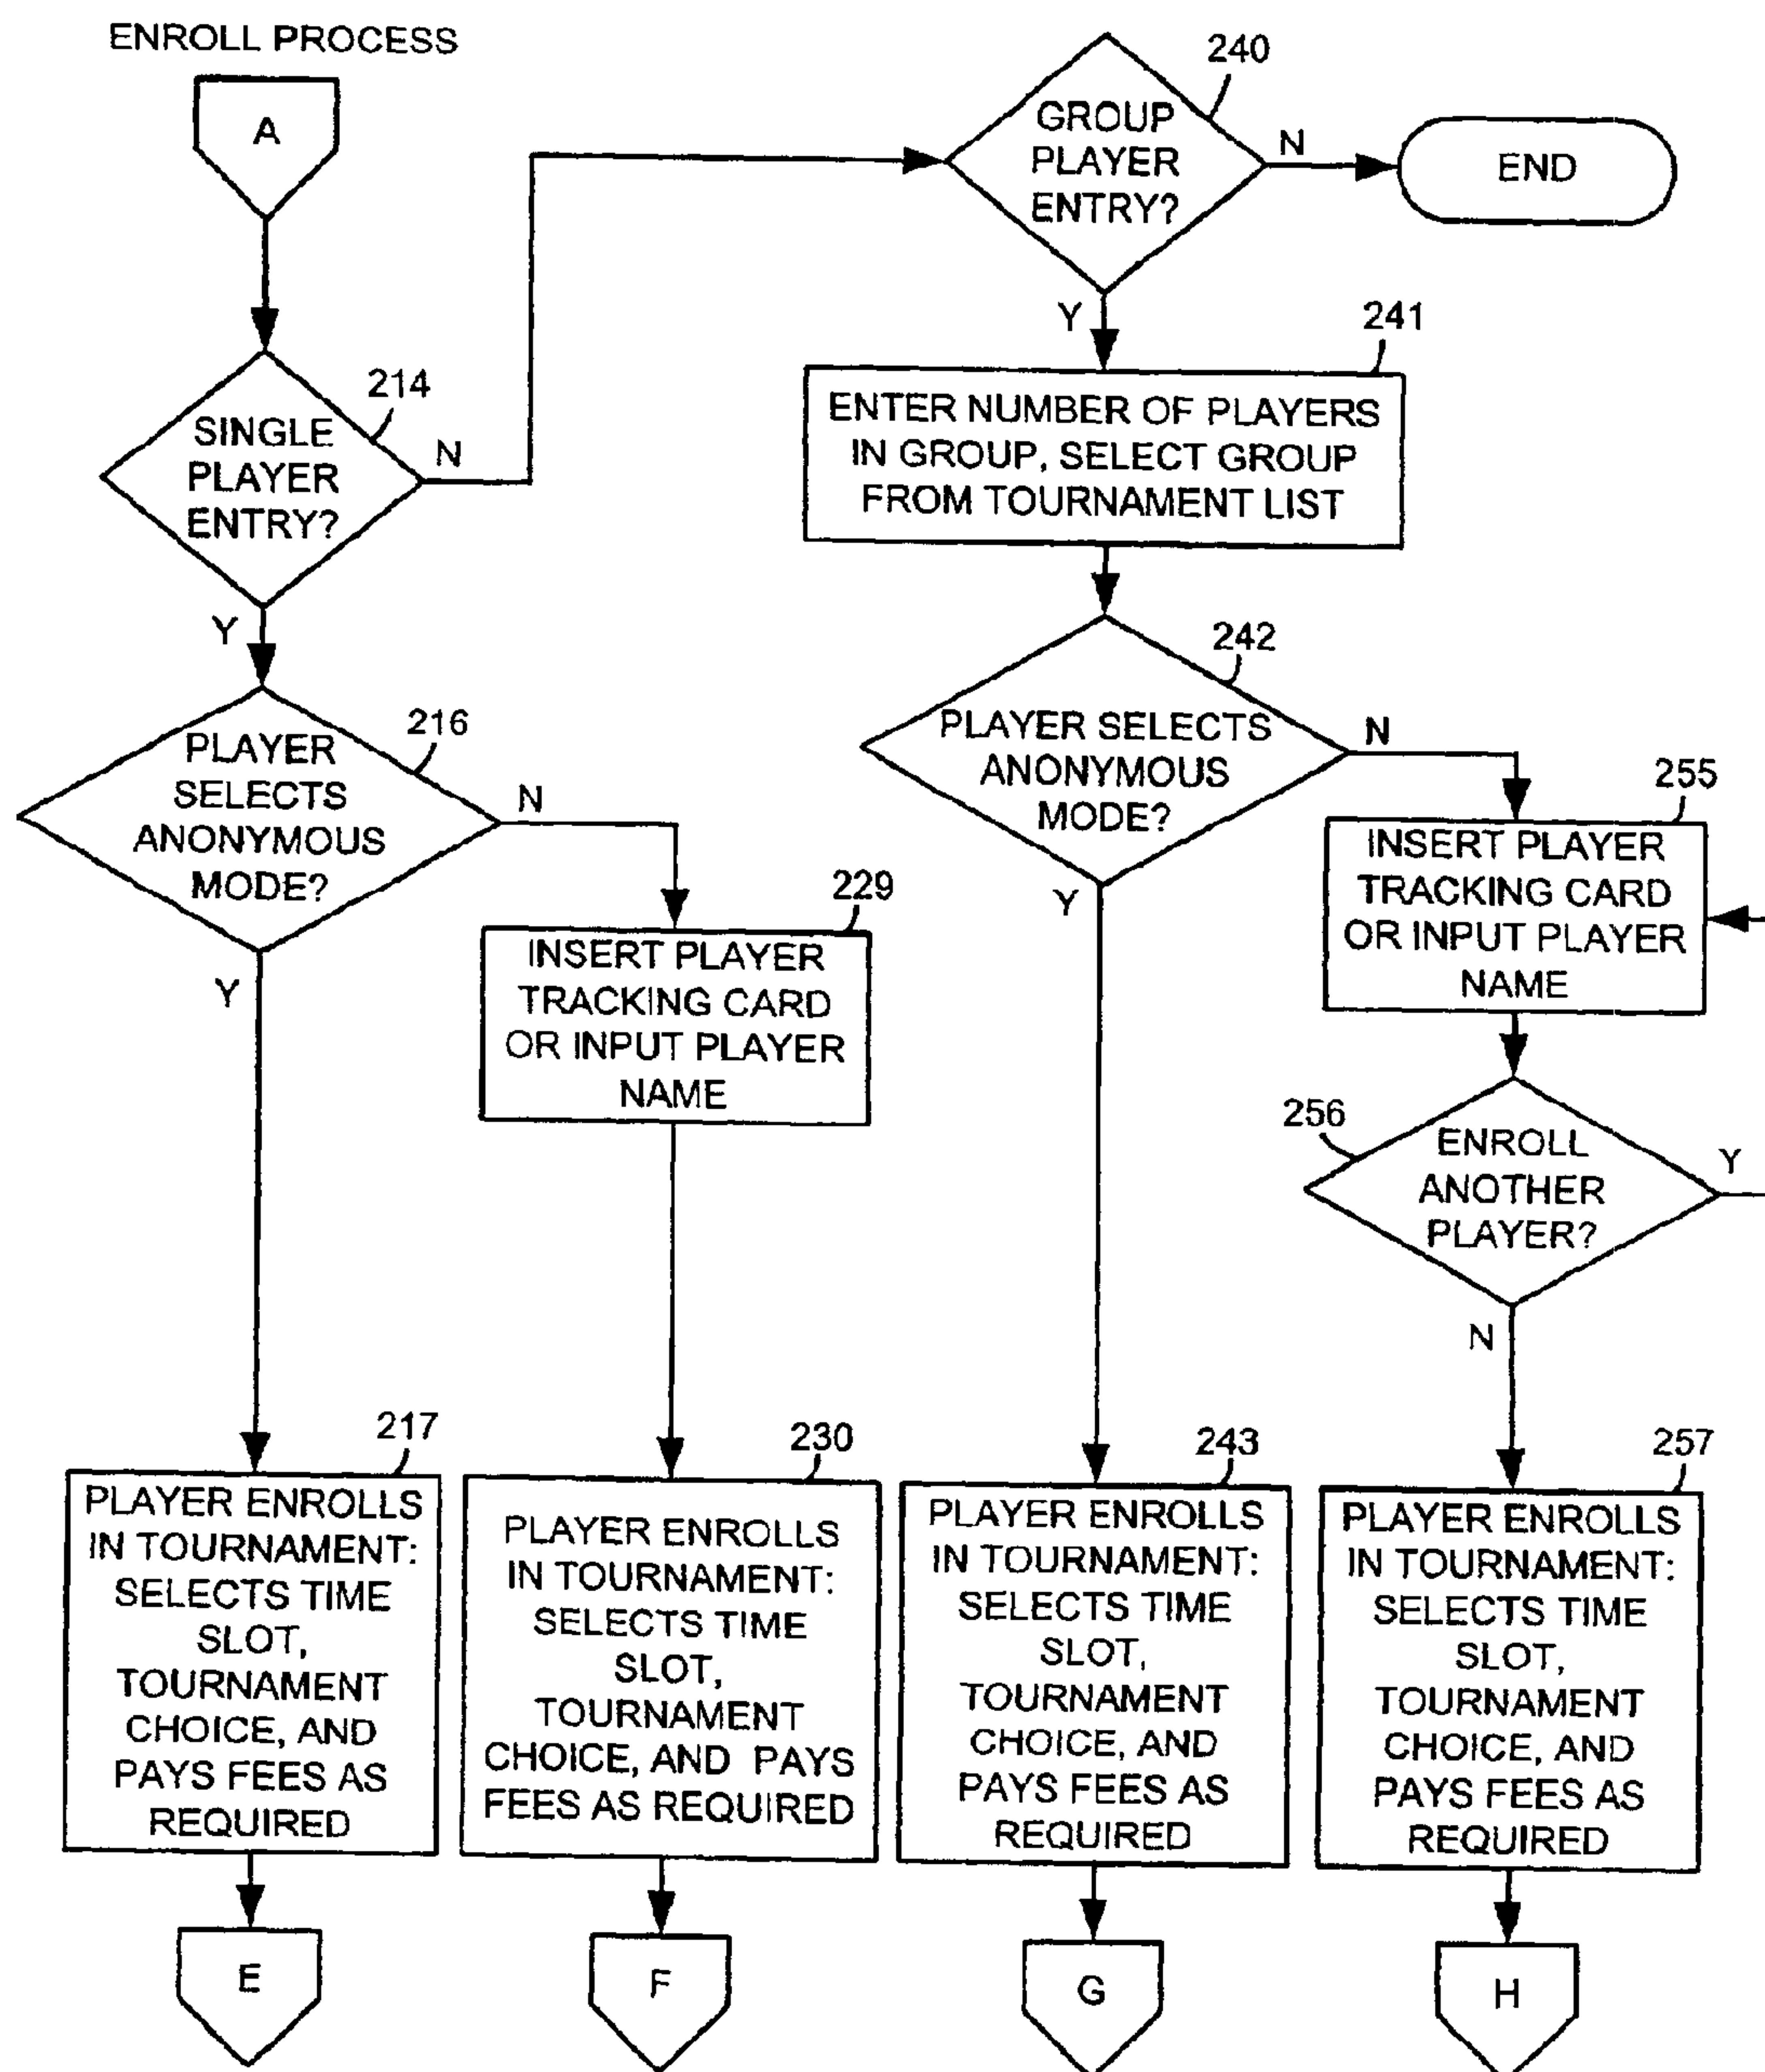 ENROLL PROCESS
A
214
SINGLE
PLAYER
ENTRY?
N
Y
240
GROUP
PLAYER
ENTRY?
N
END
Y
241
ENTER NUMBER OF PLAYERS
IN GROUP, SELECT GROUP
FROM TOURNAMENT LIST
216
PLAYER
SELECTS
ANONYMOUS
MODE?
N
Y
229
INSERT PLAYER
TRACKING CARD
OR INPUT PLAYER
NAME
242
PLAYER SELECTS
ANONYMOUS
MODE?
N
Y
255
INSERT PLAYER
TRACKING CARD
OR INPUT PLAYER
NAME
256
ENROLL
ANOTHER
PLAYER?
Y
N
217
PLAYER ENROLLS
IN TOURNAMENT:
SELECTS TIME
SLOT,
TOURNAMENT
CHOICE, AND
PAYS FEES AS
REQUIRED
230
PLAYER ENROLLS
IN TOURNAMENT:
SELECTS TIME
SLOT,
TOURNAMENT
CHOICE, AND PAYS
FEES AS REQUIRED
243
PLAYER ENROLLS
IN TOURNAMENT:
SELECTS TIME
SLOT,
TOURNAMENT
CHOICE, AND
PAYS FEES AS
REQUIRED
257
PLAYER ENROLLS
IN TOURNAMENT:
SELECTS TIME
SLOT,
TOURNAMENT
CHOICE, AND
PAYS FEES AS
REQUIRED
E
F
G
H